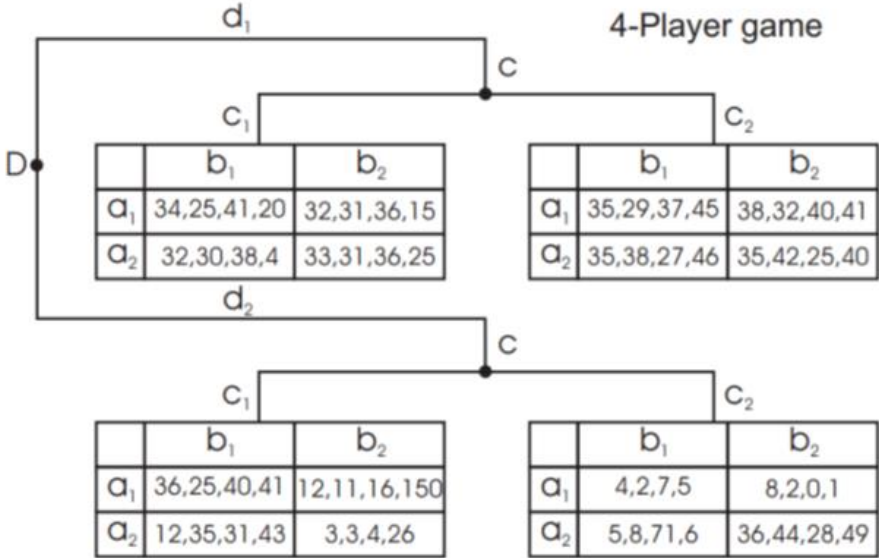 d₁
4-Player game
C
C₁
C₂
D
b₁ b₂
a₁ 34,25,41,20 32,31,36,15
a₂ 32,30,38,4 33,31,36,25
b₁ b₂
a₁ 35,29,37,45 38,32,40,41
a₂ 35,38,27,46 35,42,25,40
d₂
C
C₁
C₂
b₁ b₂
a₁ 36,25,40,41 12,11,16,150
a₂ 12,35,31,43 3,3,4,26
b₁ b₂
a₁ 4,2,7,5 8,2,0,1
a₂ 5,8,71,6 36,44,28,49